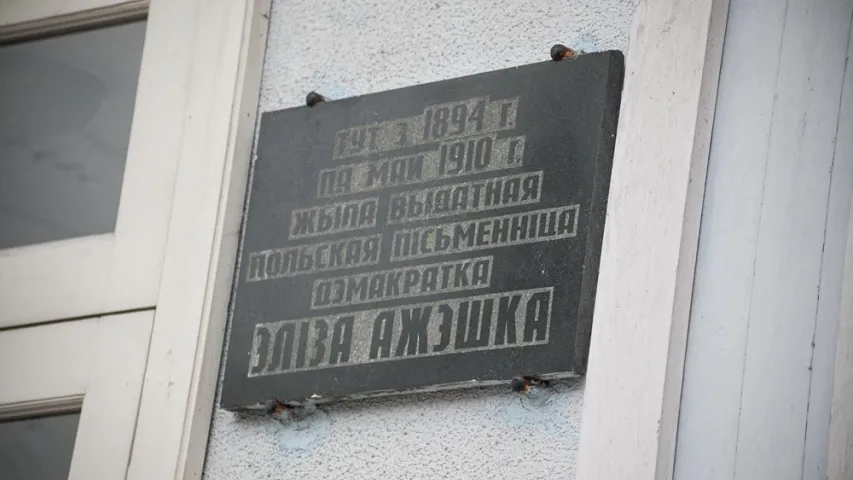 ТУТ З 1894 Г.
ПА МАЙ 1910 Г.
ЖЫЛА ВЫДАТНАЯ
ПОЛЬСКАЯ ПІСЬМЕННІЦА
ДЭМАКРАТКА
ЭЛІЗА АЖЭШКА